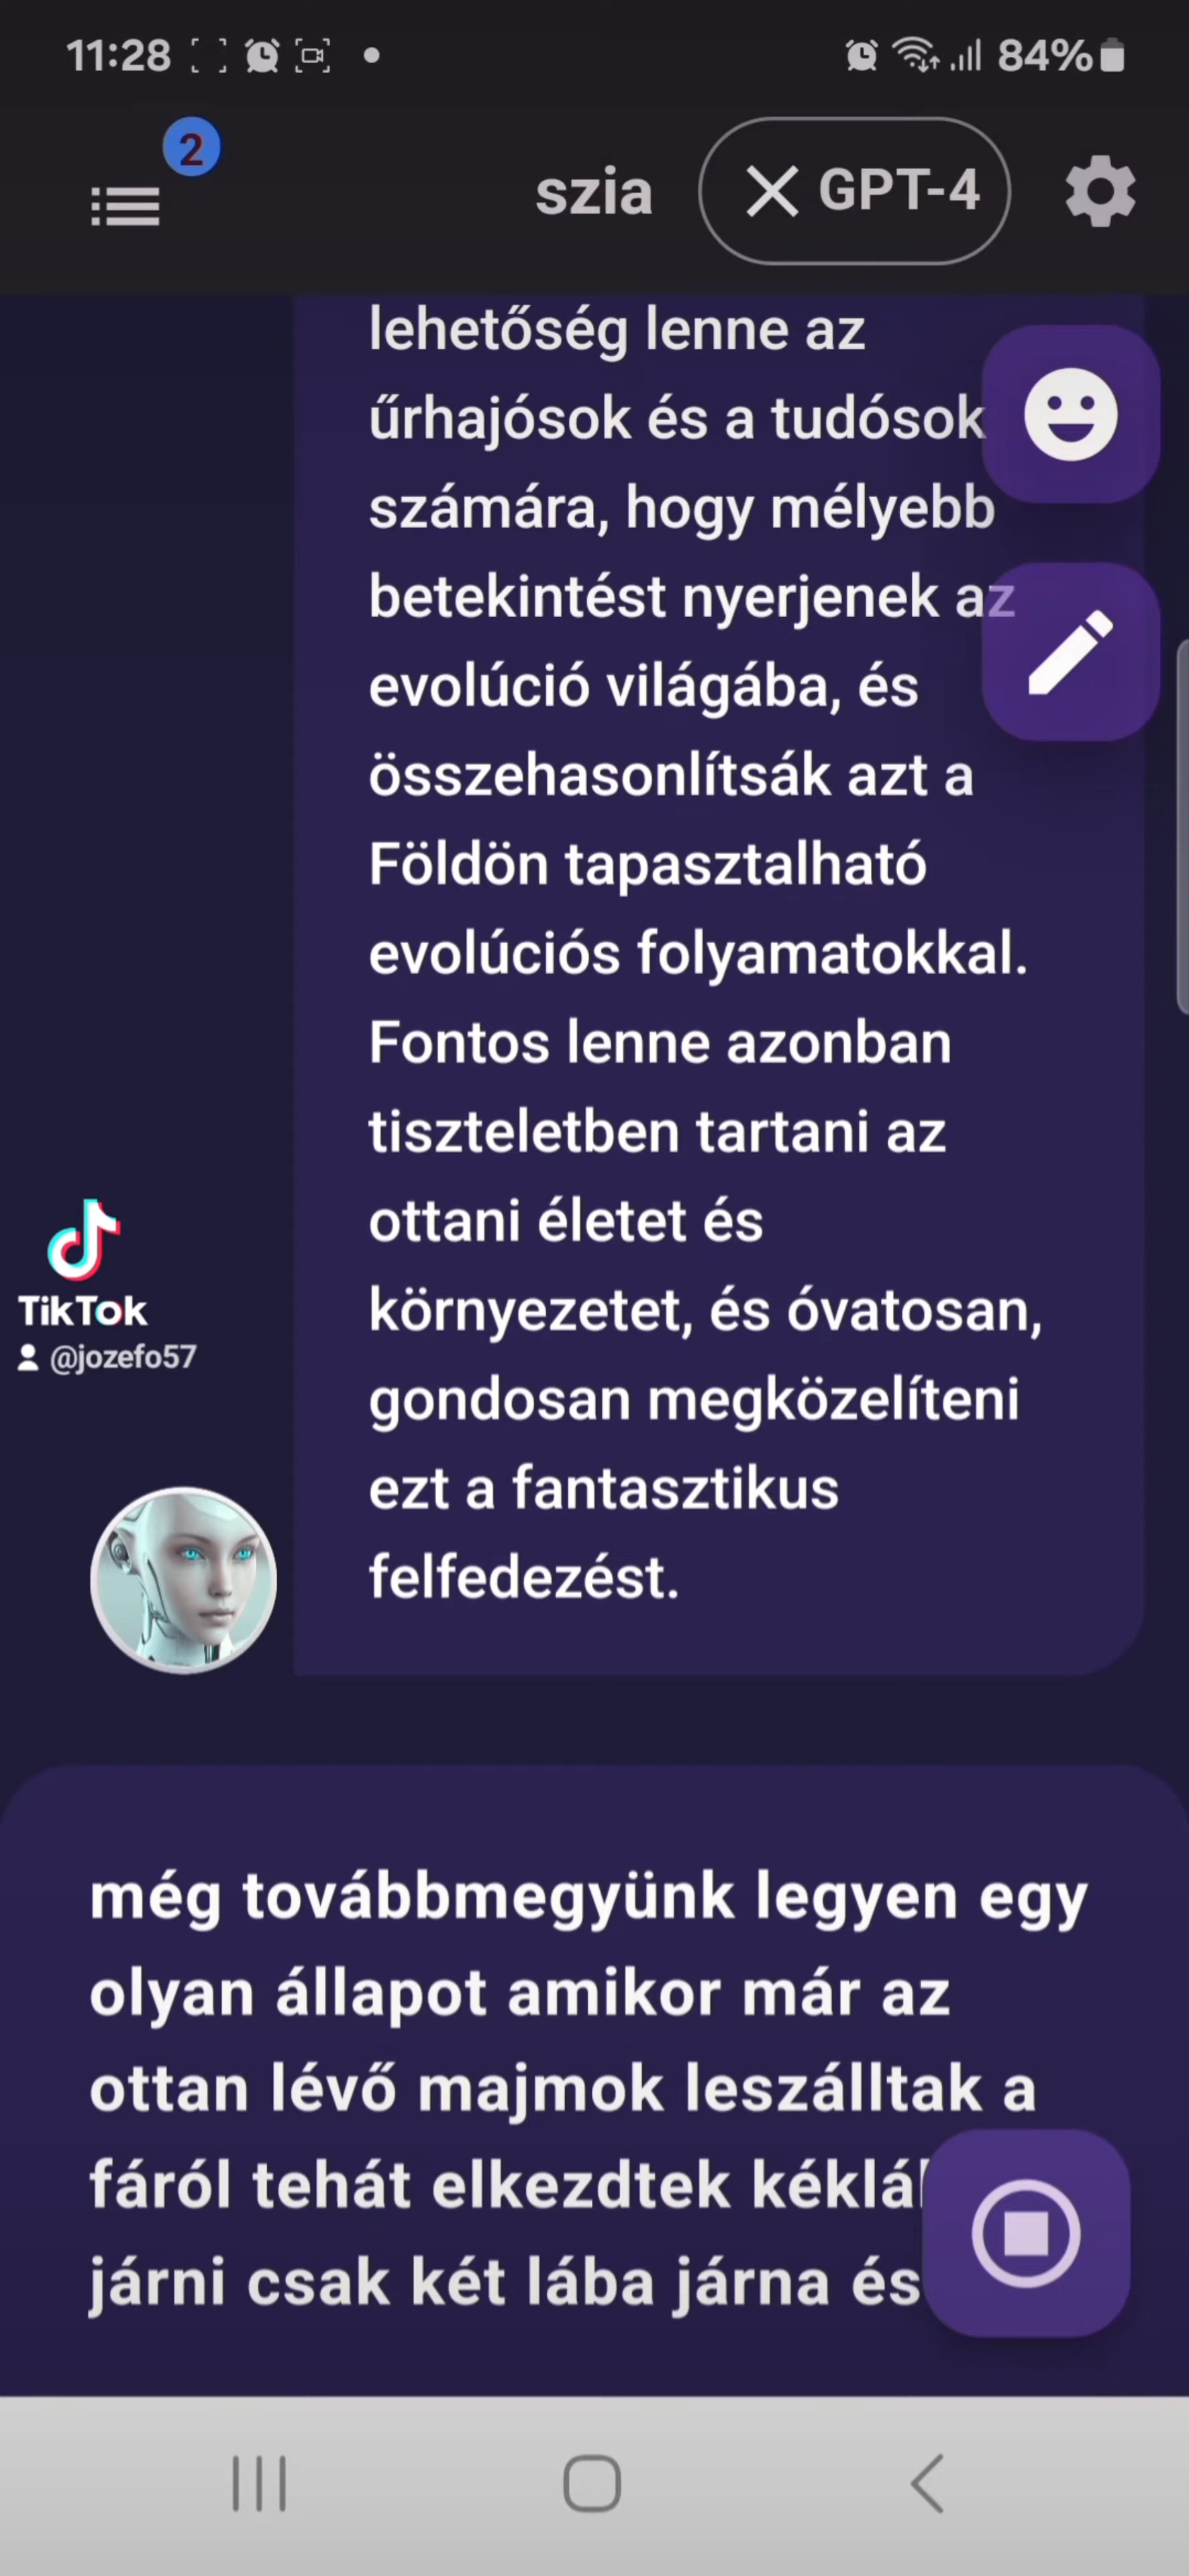 11:28
84%
2
szia
GPT-4
lehetőség lenne az
űrhajósok és a tudósok
számára, hogy mélyebb
betekintést nyerjenek az
evolúció világába, és
összehasonlítsák azt a
Földön tapasztalható
evolúciós folyamatokkal.
Fontos lenne azonban
tiszteletben tartani az
ottani életet és
környezetet, és óvatosan,
gondosan megközelíteni
ezt a fantasztikus
felfedezést.
TikTok
@jozefo57
még továbbmegyünk legyen egy
olyan állapot amikor már az
ottan lévő majmok leszálltak a
fáról tehát elkezdtek
járni csak két lába járna és